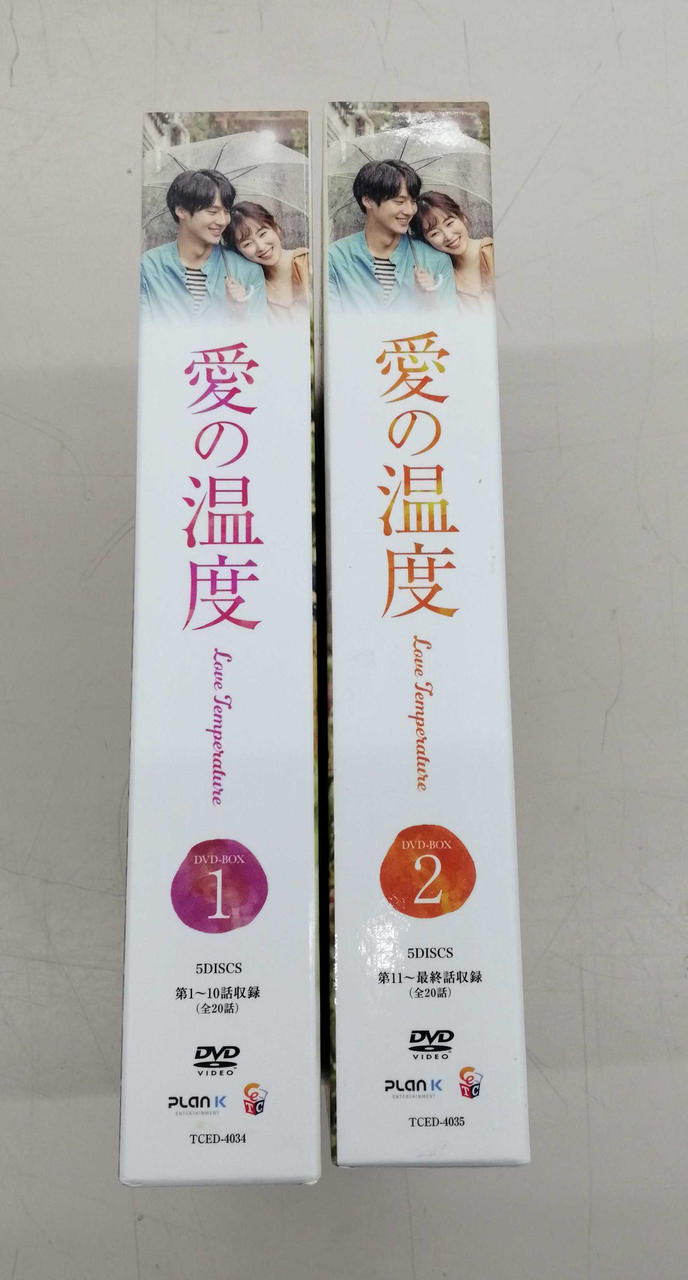 愛の温度
Love Temperature
DVD-BOX
1
5DISCS
第1〜10話収録
(全20話)
DVD
VIDEO
PLAN K
ENTERTAINMENT
CeTC
TCED-4034
愛の温度
Love Temperature
DVD-BOX
2
5DISCS
第11〜最終話収録
(全20話)
DVD
VIDEO
PLAN K
ENTERTAINMENT
CeTC
TCED-4035